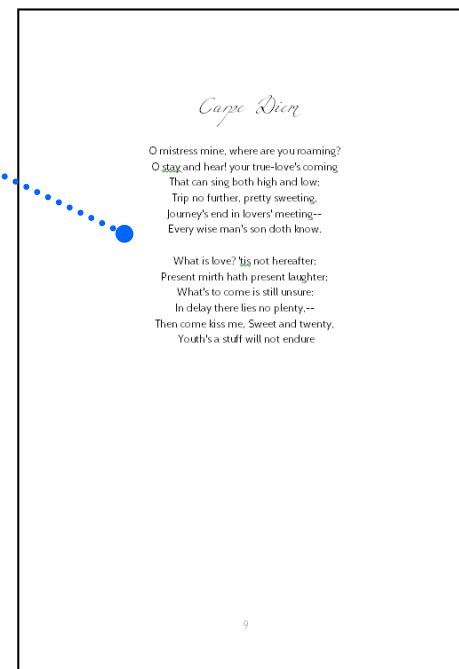 Carpe Diem
O mistress mine, where are you roaming?
O stay and hear! your true-love's coming
That can sing both high and low;
Trip no further, pretty sweeting,
Journey's end in lovers' meeting--
Every wise man's son doth know.
What is love? 'tis not hereafter;
Present mirth hath present laughter;
What's to come is still unsure:
In delay there lies no plenty,--
Then come kiss me, Sweet and twenty,
Youth's a stuff will not endure
9